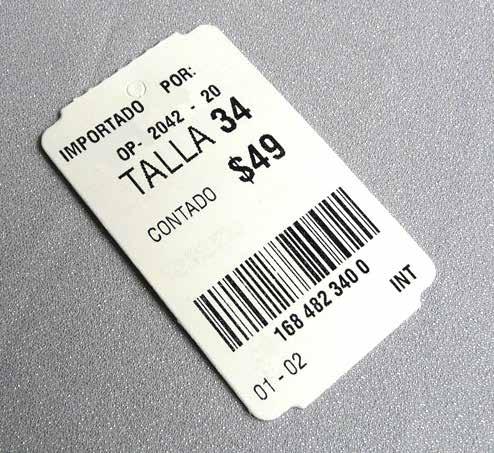 IMPORTADO POR:
OP- 2042 - 20
TALLA 34
CONTADO $49
168 482 340 0
01 - 02 INT